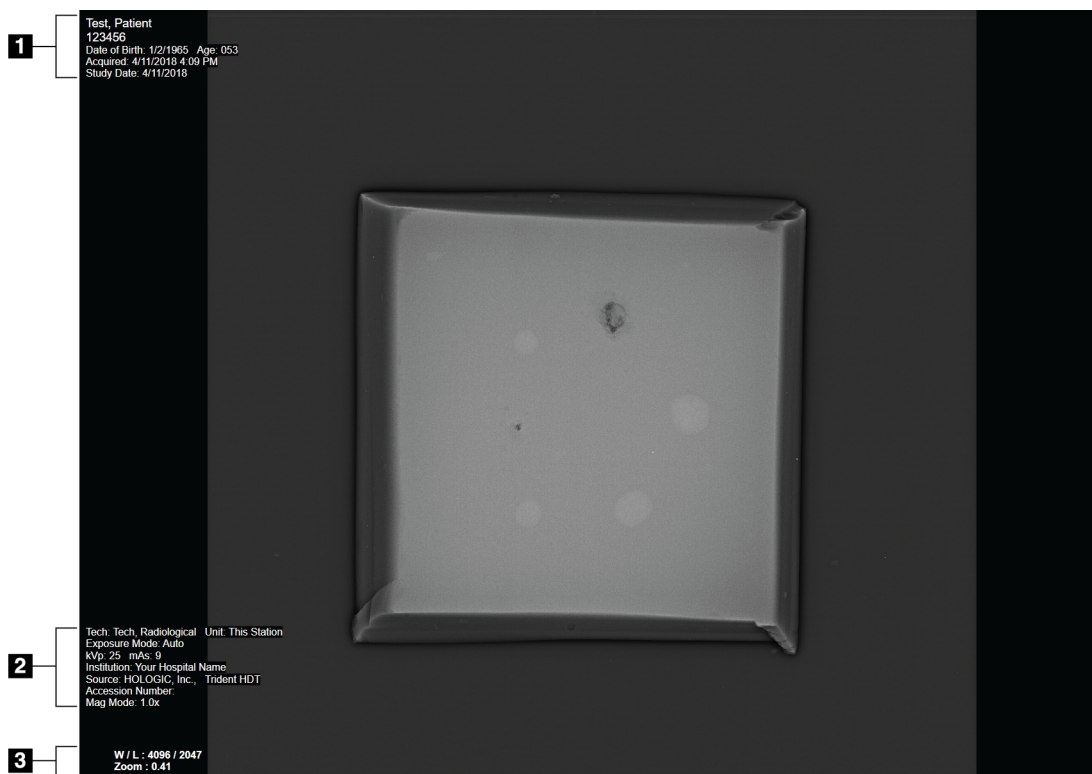 1
Test, Patient
123456
Date of Birth: 1/2/1965 Age: 053
Acquired: 4/11/2018 4:09 PM
Study Date: 4/11/2018
2
Tech: Tech, Radiological Unit: This Station
Exposure Mode: Auto
kVp: 25 mAs: 9
Institution: Your Hospital Name
Source: HOLOGIC, Inc., Trident HDT
Accession Number:
Mag Mode: 1.0x
3
W / L : 4096 / 2047
Zoom : 0.41